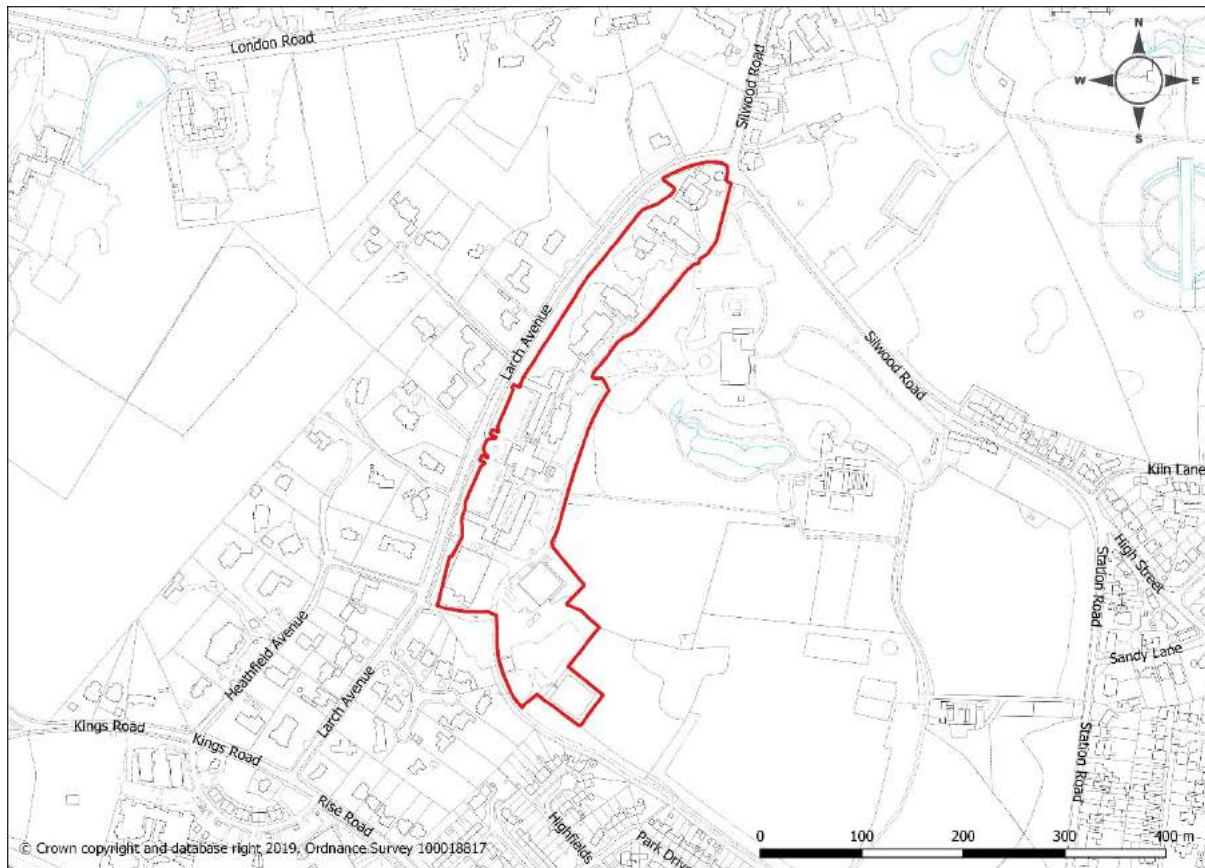 London Road
Silwood Road
N
W E
S
Larch Avenue
Silwood Road
Kiln Lane
High Street
Station Road
Sandy Lane
Heathfield Avenue
Larch Avenue
Kings Road
Kings Road
Station Road
Rise Road
Highfields
Park Drive
0 100 200 300 400 m
© Crown copyright and database right 2019. Ordnance Survey 100018817